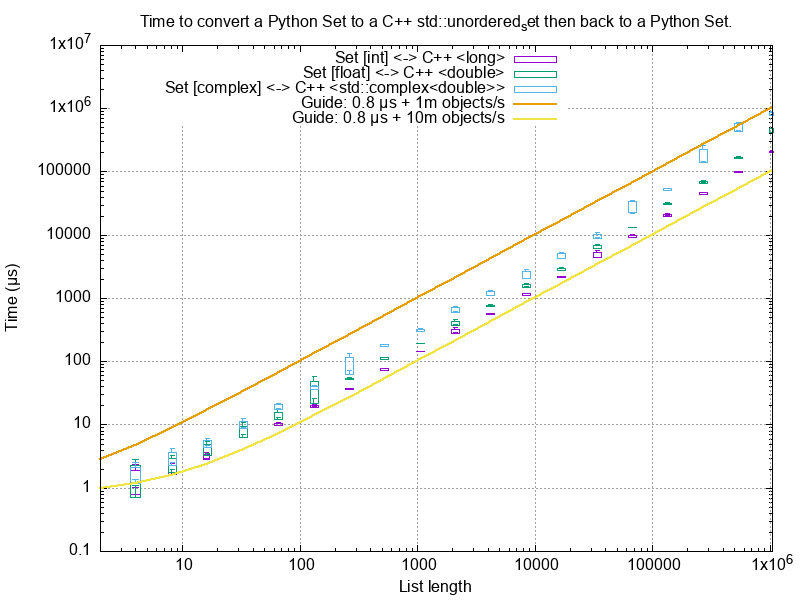 Time to convert a Python Set to a C++ std::unordered_set then back to a Python Set.
1x10^7
Set [int] <-> C++ <long>
Set [float] <-> C++ <double>
Set [complex] <-> C++ <std::complex<double>>
Guide: 0.8 µs + 1m objects/s
Guide: 0.8 µs + 10m objects/s
1x10^6
100000
10000
1000
100
10
1
0.1
Time (µs)
10 100 1000 10000 100000 1x10^6
List length